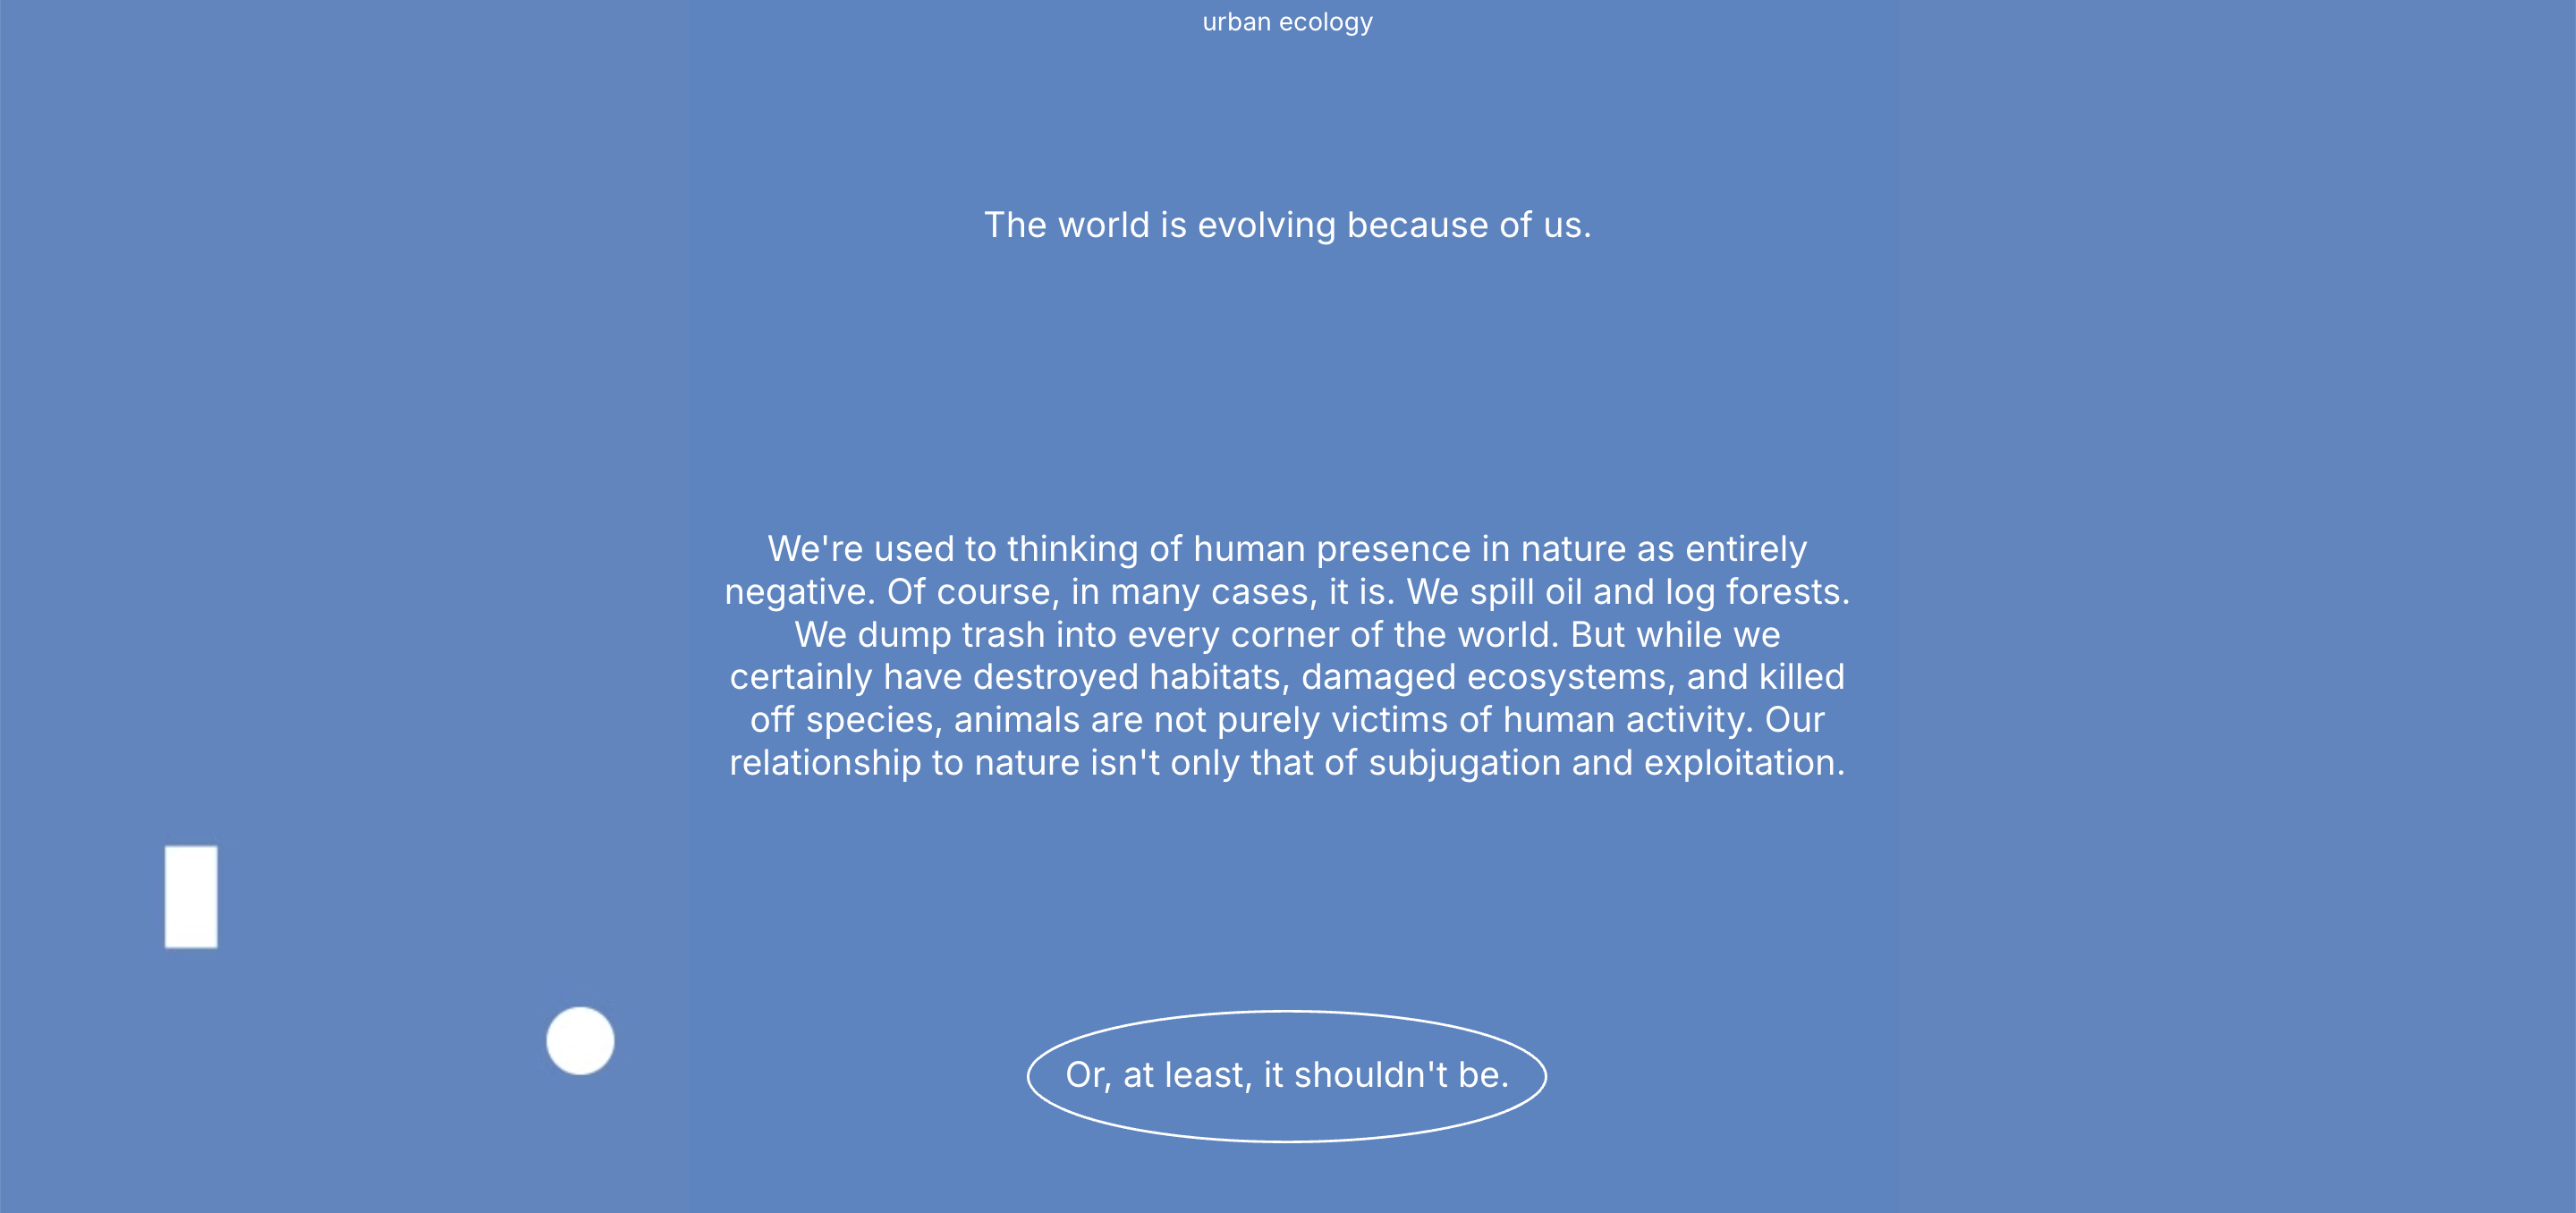 urban ecology
The world is evolving because of us.
We're used to thinking of human presence in nature as entirely
negative. Of course, in many cases, it is. We spill oil and log forests.
We dump trash into every corner of the world. But while we
certainly have destroyed habitats, damaged ecosystems, and killed
off species, animals are not purely victims of human activity. Our
relationship to nature isn't only that of subjugation and exploitation.
Or, at least, it shouldn't be.